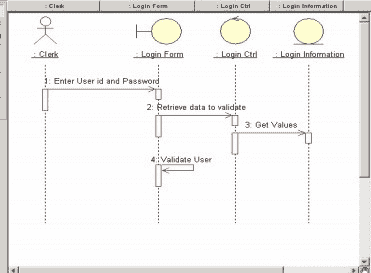 : Clerk
: Login Form
: Login Ctrl
: Login Information
: Clerk
: Login Form
: Login Ctrl
: Login Information
1: Enter User id and Password
2: Retrieve data to validate
3: Get Values
4: Validate User